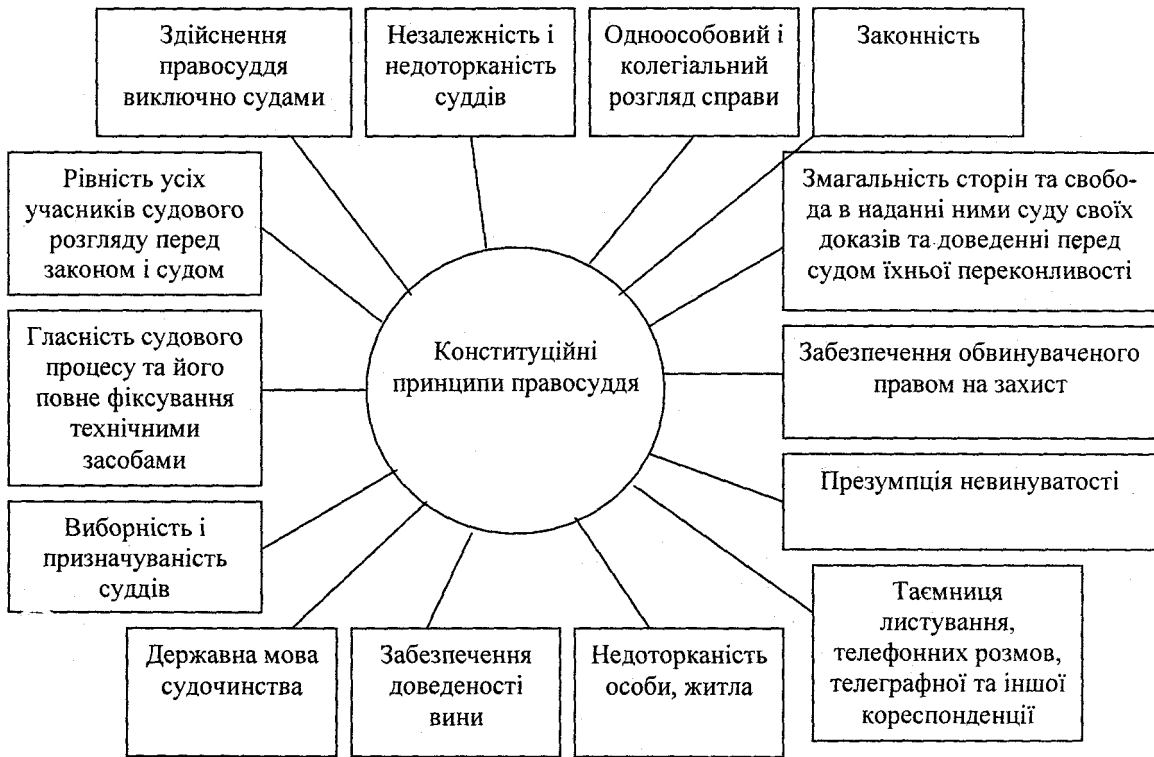 Здійснення
правосуддя
виключно судами
Незалежність і
недоторканість
суддів
Одноособовий і
колегіальний
розгляд справи
Законність
Рівність усіх
учасників судового
розгляду перед
законом і судом
Змагальність сторін та свобо-
да в наданні ними суду своїх
доказів та доведенні перед
судом їхньої переконливості
Гласність судового
процесу та його
повне фіксування
технічними
засобами
Конституційні
принципи правосуддя
Забезпечення обвинуваченого
правом на захист
Презумпція невинуватості
Виборність і
призначуваність
суддів
Державна мова
судочинства
Забезпечення
доведеності
вини
Недоторканість
особи, житла
Таємниця
листування,
телефонних розмов,
телеграфної та іншої
кореспонденції